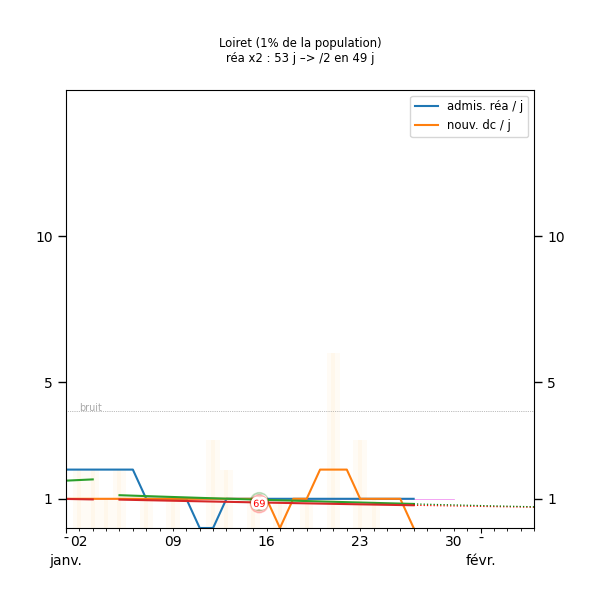 Loiret (1% de la population)
réa x2 : 53 j –> /2 en 49 j
admis. réa / j
nouv. dc / j
10
10
5
5
bruit
1
69
1
02
09
16
23
30
janv.
févr.